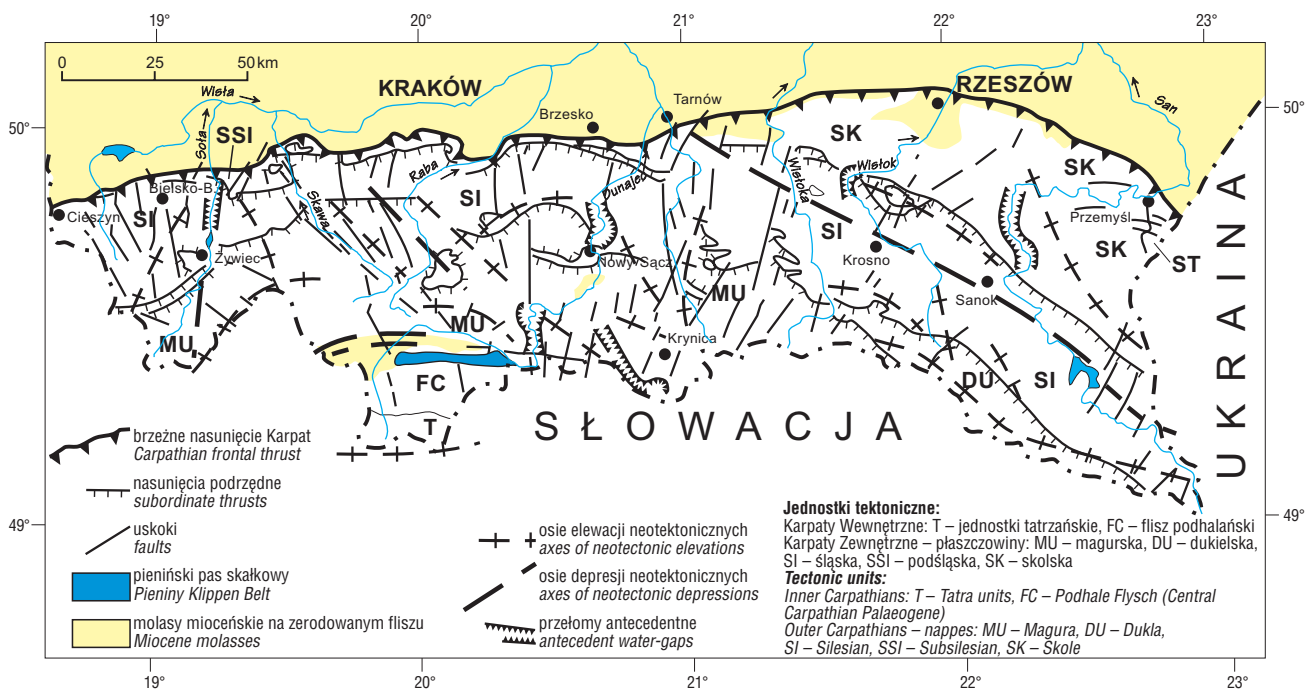 19°
20°
21°
22°
23°
0
25
50 km
KRAKÓW
RZESZÓW
Wisła
Tarnów
Brzesko
San
50°
50°
Soła
SSI
SK
SK
Raba
Dunajec
Wisłok
Wisłoka
Bielsko-B.
Cieszyn
SI
Skawa
SI
SI
Przemyśl
SK
ST
Żywiec
Nowy Sącz
Krosno
Sanok
MU
MU
MU
Krynica
FC
T
DU
SI
SŁOWACJA
UKRAINA
49°
49°
brzeżne nasunięcie Karpat
Carpathian frontal thrust
nasunięcia podrzędne
subordinate thrusts
uskoki
faults
pieniński pas skałkowy
Pieniny Klippen Belt
molasy mioceńskie na zerodowanym fliszu
Miocene molasses
osie elewacji neotektonicznych
axes of neotectonic elevations
osie depresji neotektonicznych
axes of neotectonic depressions
przełomy antecedentne
antecedent water-gaps
Jednostki tektoniczne:
Karpaty Wewnętrzne: T – jednostki tatrzańskie, FC – flisz podhalański
Karpaty Zewnętrzne – płaszczowiny: MU – magurska, DU – dukielska,
SI – śląska, SSI – podśląska, SK – skolska
Tectonic units:
Inner Carpathians: T – Tatra units, FC – Podhale Flysch (Central
Carpathian Palaeogene)
Outer Carpathians – nappes: MU – Magura, DU – Dukla,
SI – Silesian, SSI – Subsilesian, SK – Skole
19°
20°
21°
22°
23°